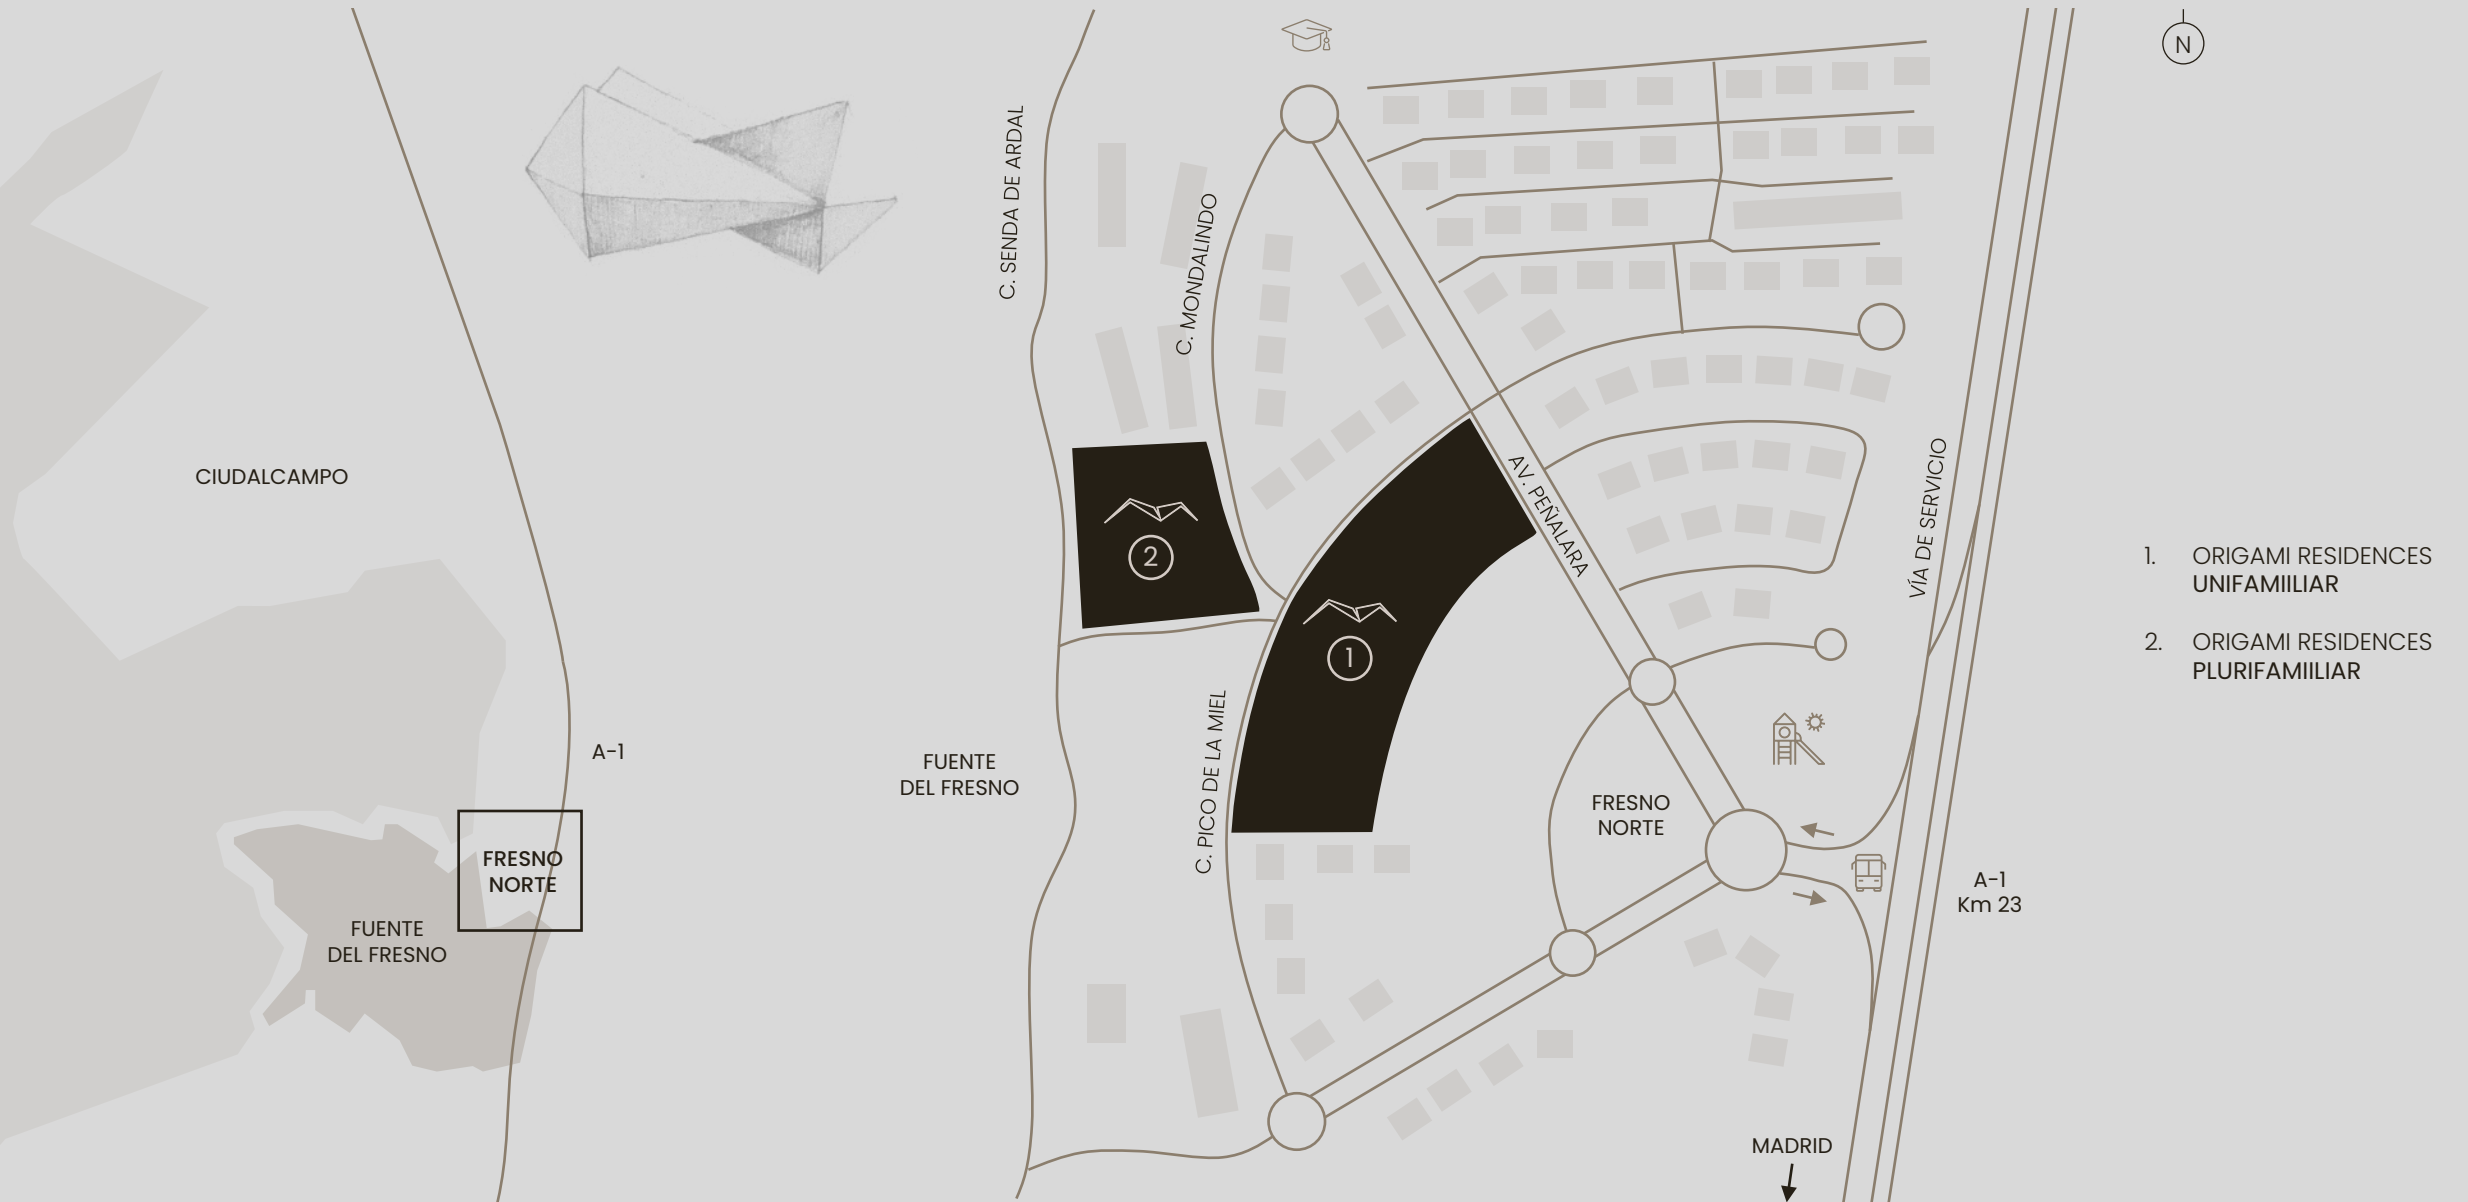 N
C. SENDA DE ARDAL
C. MONDALINDO
CIUDALCAMPO
2
AV. PEÑALARA
VÍA DE SERVICIO
1. ORIGAMI RESIDENCES
UNIFAMIILIAR
2. ORIGAMI RESIDENCES
PLURIFAMIILIAR
1
A-1
FUENTE
DEL FRESNO
C. PICO DE LA MIEL
FRESNO
NORTE
FRESNO
NORTE
A-1
Km 23
FUENTE
DEL FRESNO
MADRID